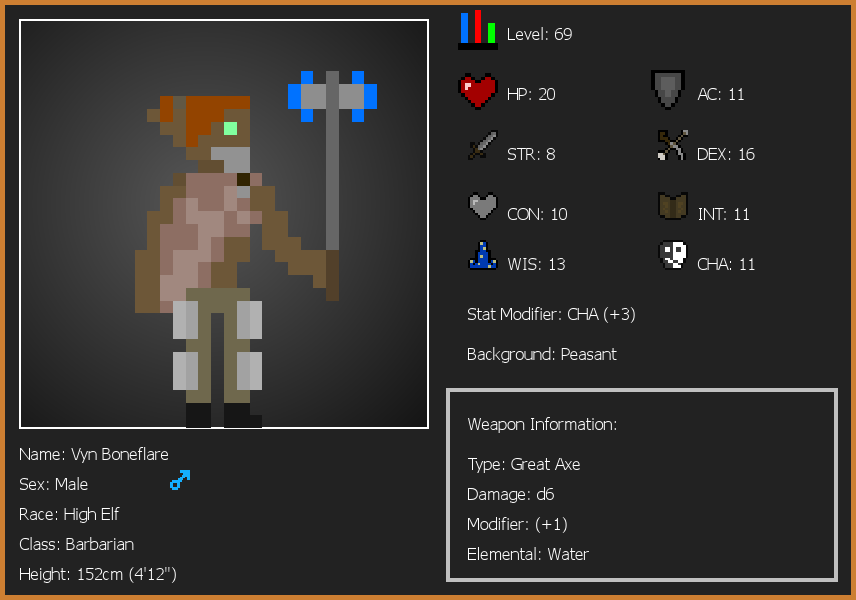 Level: 69
HP: 20
AC: 11
STR: 8
DEX: 16
CON: 10
INT: 11
WIS: 13
CHA: 11
Stat Modifier: CHA (+3)
Background: Peasant
Weapon Information:
Type: Great Axe
Damage: d6
Modifier: (+1)
Elemental: Water
Name: Vyn Boneflare
Sex: Male
Race: High Elf
Class: Barbarian
Height: 152cm (4'12")